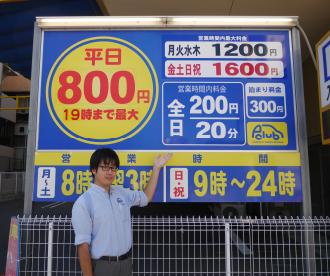 平日
800円
19時まで最大
営業時間内最大料金
月火水木 1200円
金土日祝 1600円
営業時間内料金
全日 200円 20分
泊まり料金
300円
Aclub
営業時間
月～土 8時 翌3時
日・祝 9時～24時